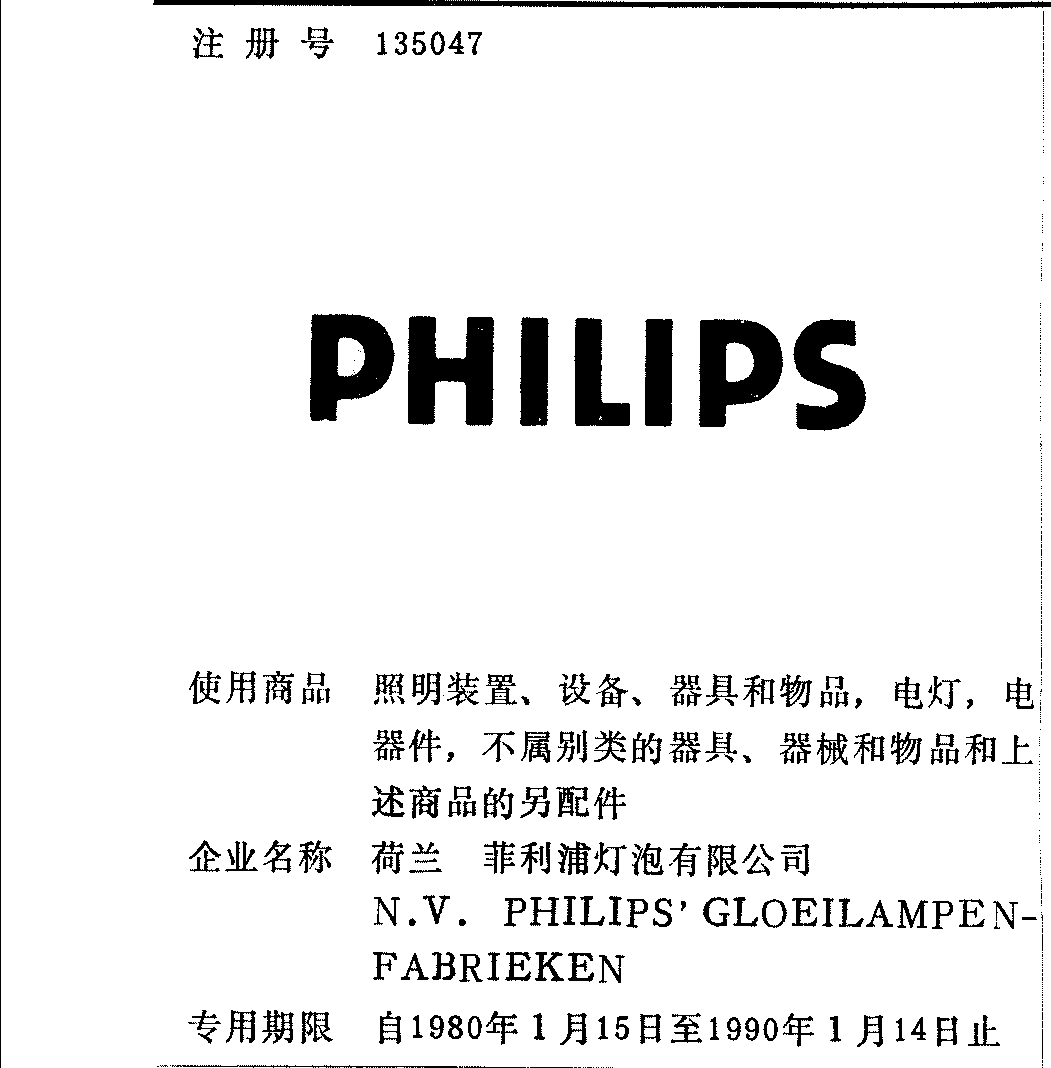 注册号 135047
PHILIPS
使用商品 照明装置、设备、器具和物品，电灯，电
器件，不属别类的器具、器械和物品和上
述商品的另配件
企业名称 荷兰 菲利浦灯泡有限公司
N.V. PHILIPS' GLOEILAMPEN-
FABRIEKEN
专用期限 自1980年1月15日至1990年1月14日止